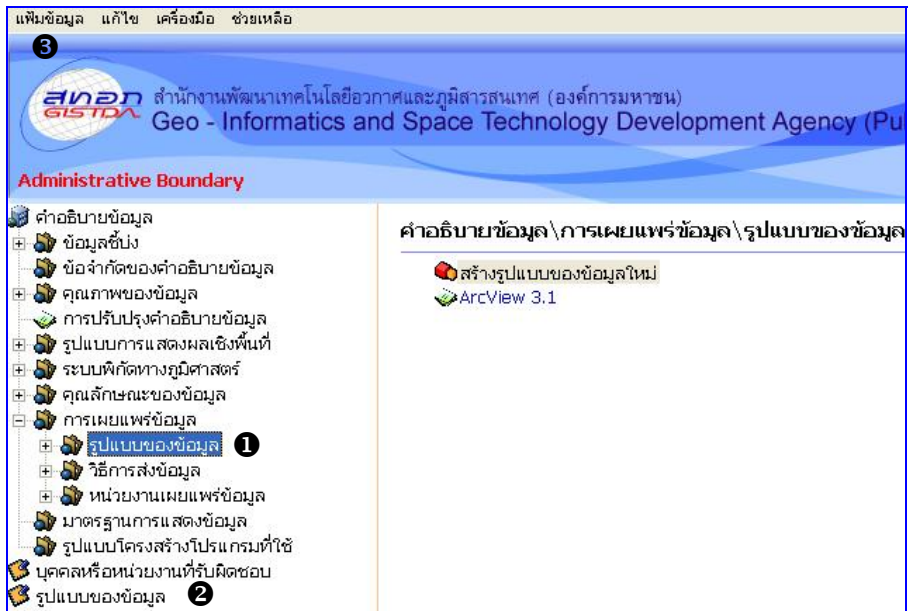 แฟ้มข้อมูล แก้ไข เครื่องมือ ช่วยเหลือ
❸
สทอภ
GISTDA
สำนักงานพัฒนาเทคโนโลยีอวกาศและภูมิสารสนเทศ (องค์การมหาชน)
Geo - Informatics and Space Technology Development Agency (Pu
Administrative Boundary
คำอธิบายข้อมูล
ข้อมูลชี้บ่ง
ข้อจำกัดของคำอธิบายข้อมูล
คุณภาพของข้อมูล
การปรับปรุงคำอธิบายข้อมูล
รูปแบบการแสดงผลเชิงพื้นที่
ระบบพิกัดทางภูมิศาสตร์
คุณลักษณะของข้อมูล
การเผยแพร่ข้อมูล
รูปแบบของข้อมูล ❶
วิธีการส่งข้อมูล
หน่วยงานเผยแพร่ข้อมูล
มาตรฐานการแสดงข้อมูล
รูปแบบโครงสร้างโปรแกรมที่ใช้
บุคคลหรือหน่วยงานที่รับผิดชอบ
รูปแบบของข้อมูล ❷
คำอธิบายข้อมูล\การเผยแพร่ข้อมูล\รูปแบบของข้อมูล
สร้างรูปแบบของข้อมูลใหม่
ArcView 3.1